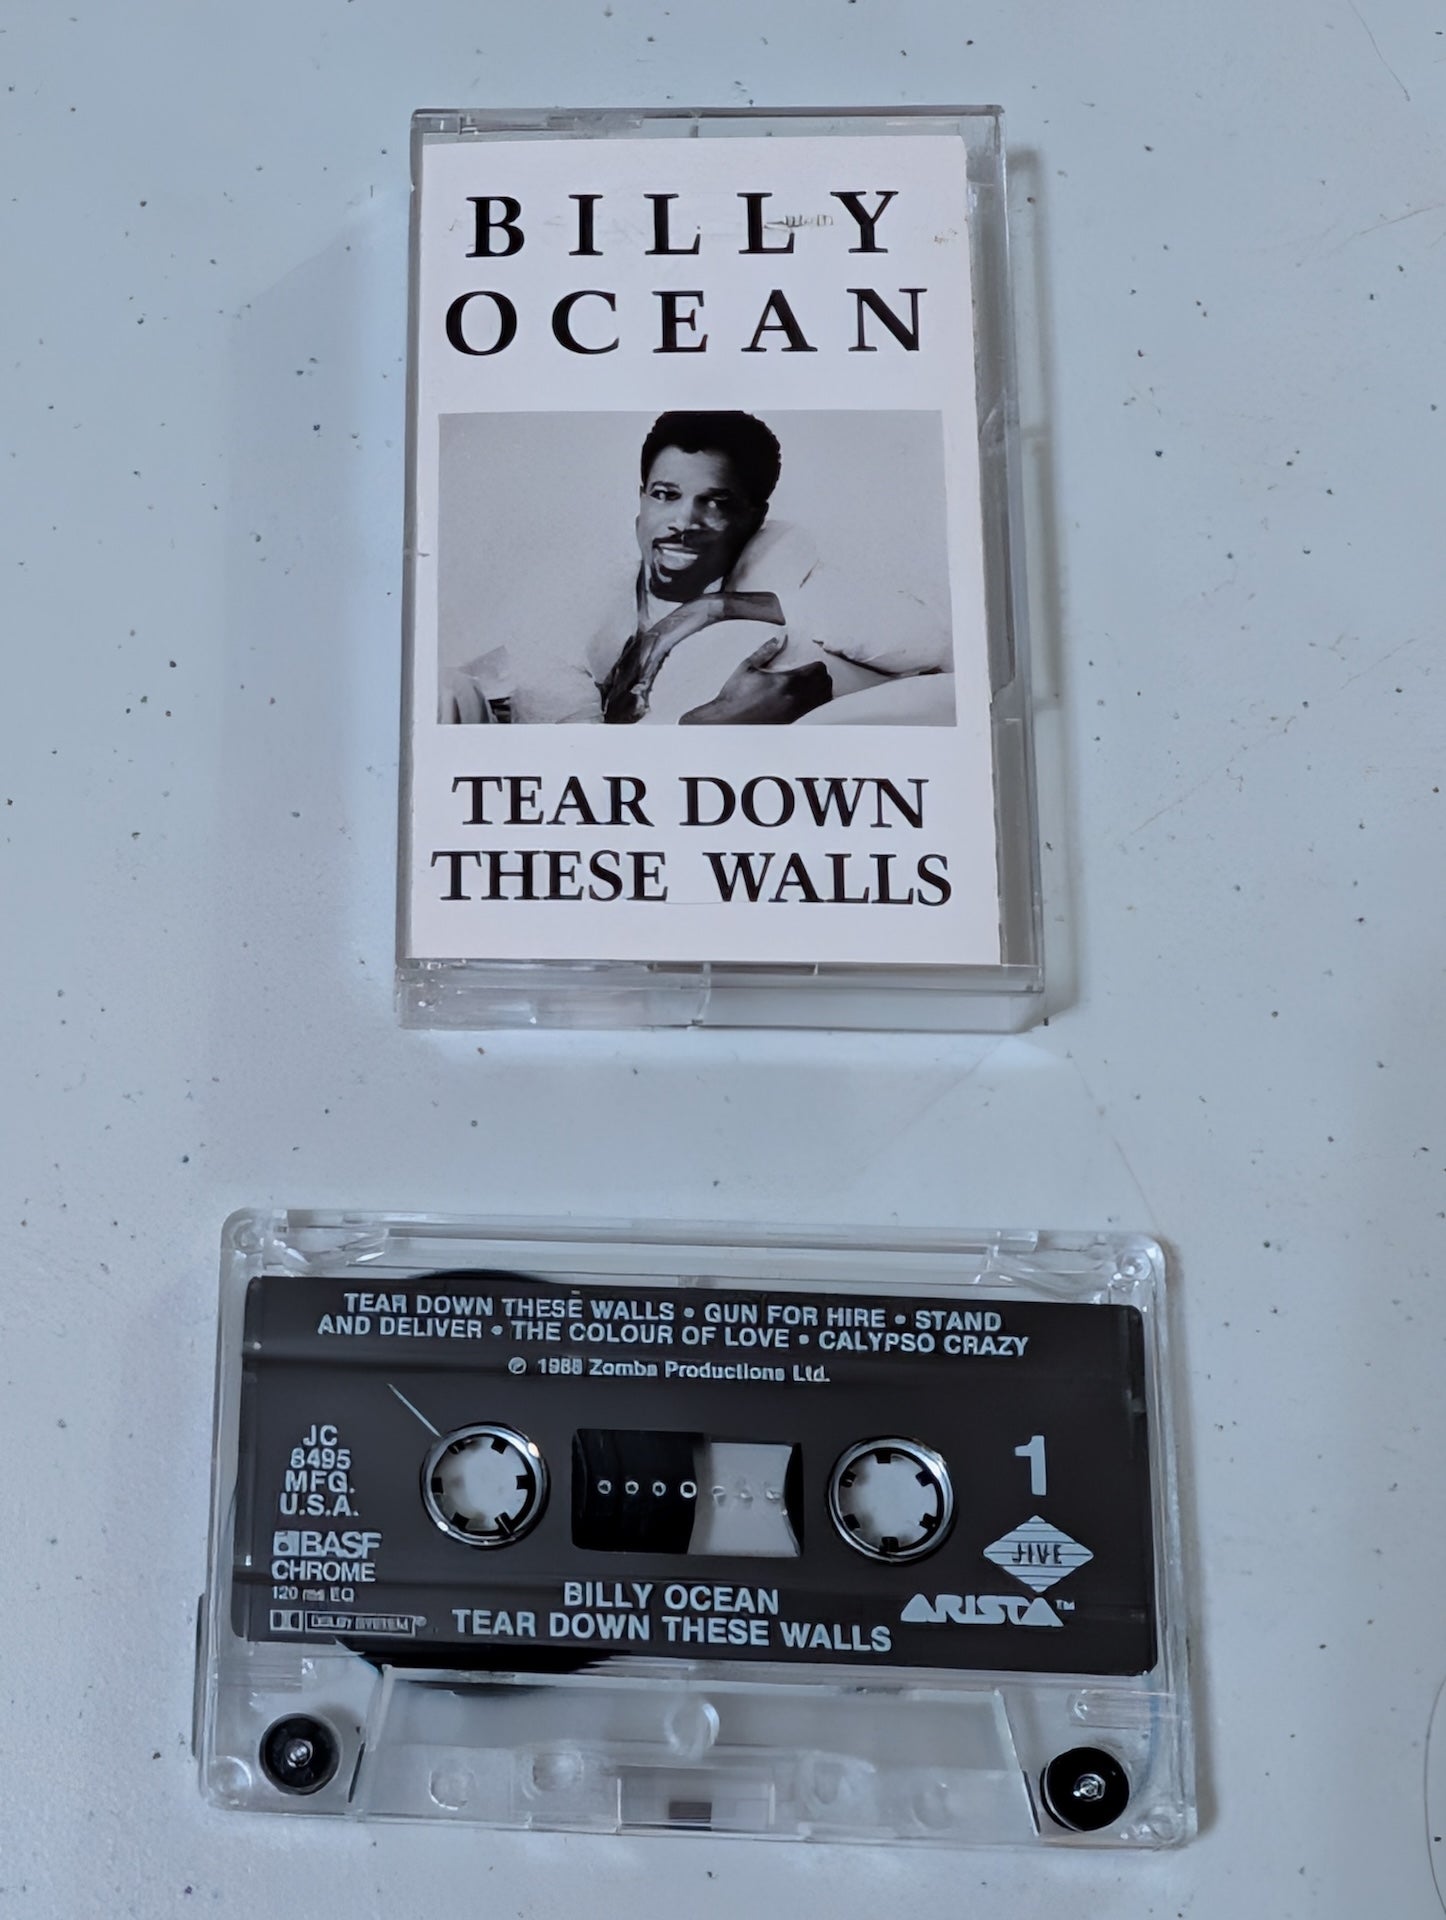 BILLY
OCEAN
TEAR DOWN
THESE WALLS
TEAR DOWN THESE WALLS • GUN FOR HIRE • STAND
AND DELIVER • THE COLOUR OF LOVE • CALYPSO CRAZY
℗ 1988 Zomba Productions Ltd.
JC
8495
MFG.
U.S.A.
BASF
CHROME
120 EQ
DOLBY SYSTEM®
1
JIVE
ARISTA™
BILLY OCEAN
TEAR DOWN THESE WALLS